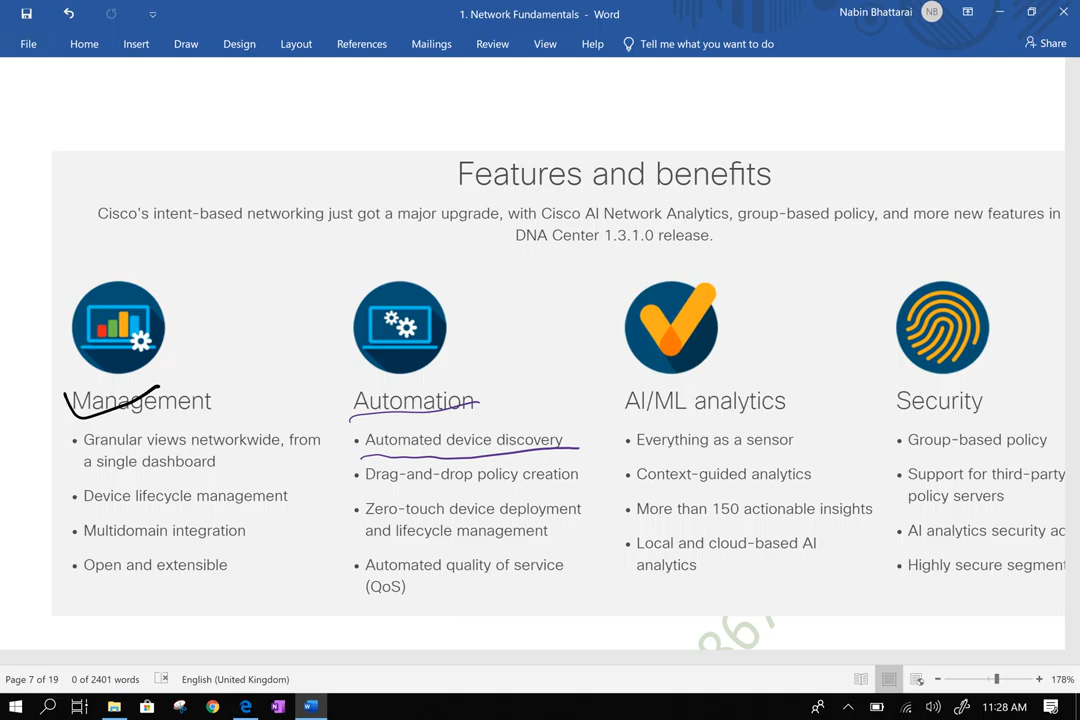 1. Network Fundamentals - Word
Nabin Bhattarai NB
File Home Insert Draw Design Layout References Mailings Review View Help Tell me what you want to do Share
Features and benefits
Cisco's intent-based networking just got a major upgrade, with Cisco AI Network Analytics, group-based policy, and more new features in
DNA Center 1.3.1.0 release.
Management
• Granular views networkwide, from
a single dashboard
• Device lifecycle management
• Multidomain integration
• Open and extensible
Automation
• Automated device discovery
• Drag-and-drop policy creation
• Zero-touch device deployment
and lifecycle management
• Automated quality of service
(QoS)
AI/ML analytics
• Everything as a sensor
• Context-guided analytics
• More than 150 actionable insights
• Local and cloud-based AI
analytics
Security
• Group-based policy
• Support for third-party
policy servers
• AI analytics security
• Highly secure
Page 7 of 19 0 of 2401 words English (United Kingdom) 178%
11:28 AM